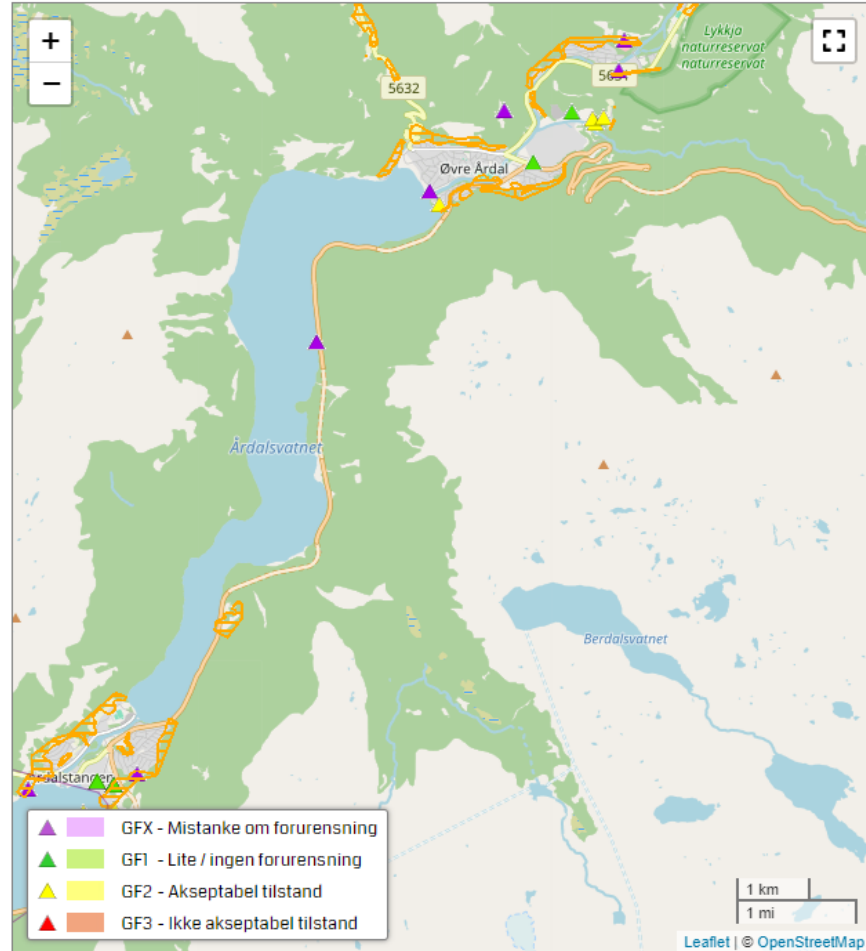 +
−
Lykkja
naturreservat
naturreservat
5632
5631
Øvre Årdal
Årdalsvatnet
Berdalsvatnet
Årdalstangen
GFX - Mistanke om forurensning
GF1 - Lite / ingen forurensning
GF2 - Akseptabel tilstand
GF3 - Ikke akseptabel tilstand
1 km
1 mi
Leaflet | © OpenStreetMap